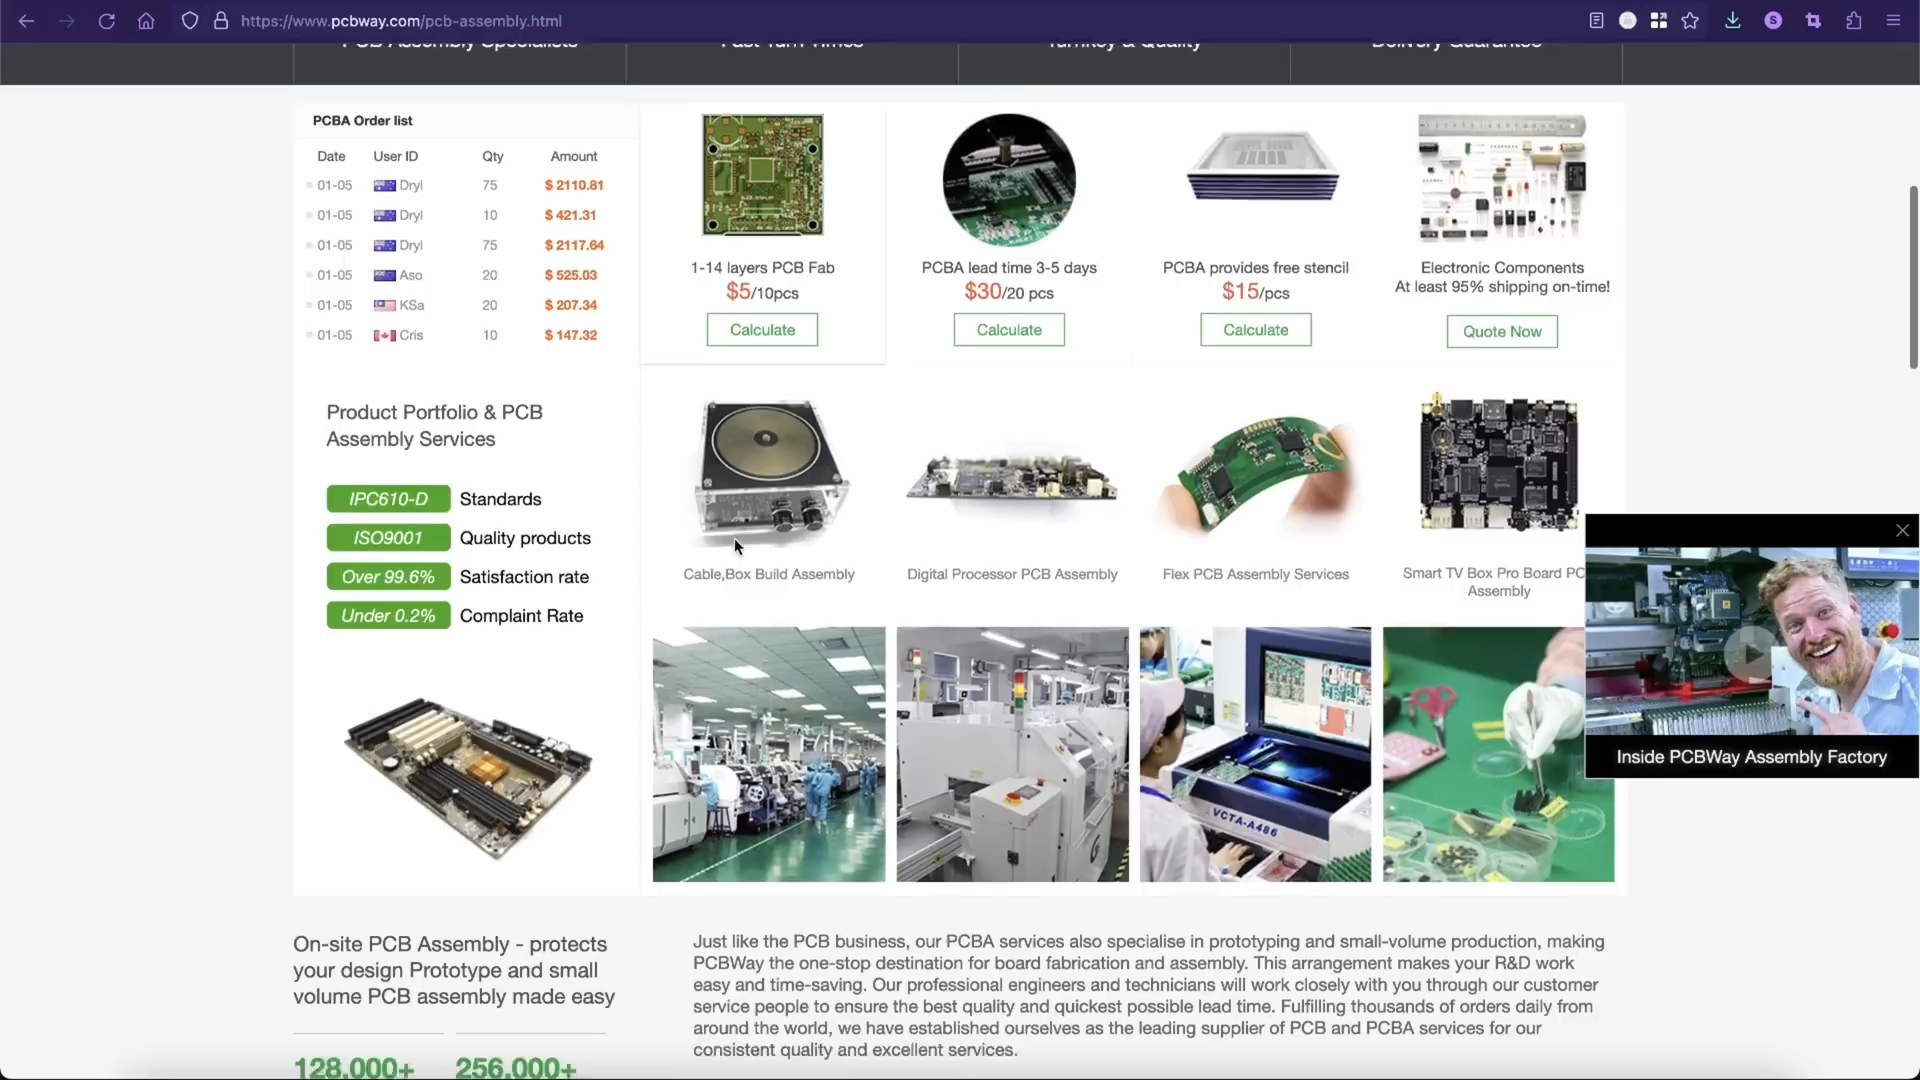 https://www.pcbway.com/pcb-assembly.html
PCB Assembly Specialists
Fast Turn Times
Turnkey & Quality
Delivery Guarantee
PCBA Order list
Date User ID Qty Amount
01-05 Dryl 75 $ 2110.81
01-05 Dryl 10 $ 421.31
01-05 Dryl 75 $ 2117.64
01-05 Aso 20 $ 525.03
01-05 KSa 20 $ 207.34
01-05 Cris 10 $ 147.32
1-14 layers PCB Fab
$5/10pcs
Calculate
PCBA lead time 3-5 days
$30/20 pcs
Calculate
PCBA provides free stencil
$15/pcs
Calculate
Electronic Components
At least 95% shipping on-time!
Quote Now
Product Portfolio & PCB
Assembly Services
IPC610-D Standards
ISO9001 Quality products
Over 99.6% Satisfaction rate
Under 0.2% Complaint Rate
Cable,Box Build Assembly
Digital Processor PCB Assembly
Flex PCB Assembly Services
Smart TV Box Pro Board PC
Assembly
VCTA-A486
Inside PCBWay Assembly Factory
On-site PCB Assembly - protects
your design Prototype and small
volume PCB assembly made easy
128,000+ 256,000+
Just like the PCB business, our PCBA services also specialise in prototyping and small-volume production, making
PCBWay the one-stop destination for board fabrication and assembly. This arrangement makes your R&D work
easy and time-saving. Our professional engineers and technicians will work closely with you through our customer
service people to ensure the best quality and quickest possible lead time. Fulfilling thousands of orders daily from
around the world, we have established ourselves as the leading supplier of PCB and PCBA services for our
consistent quality and excellent services.